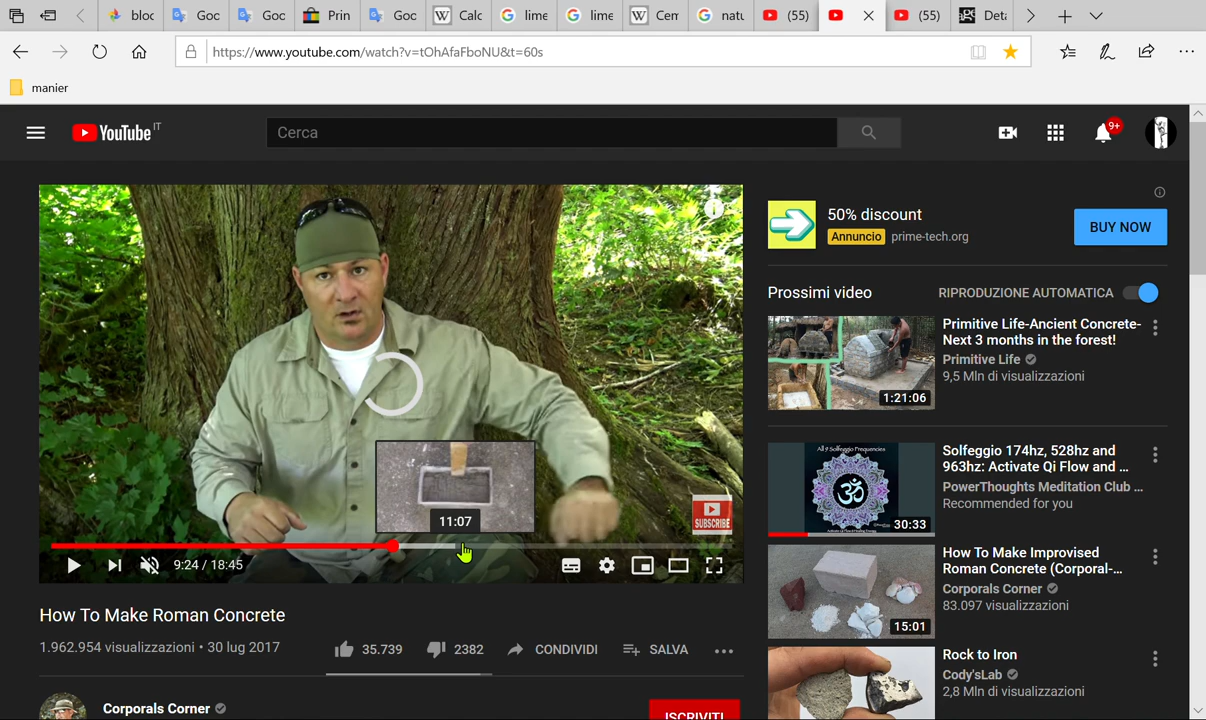 bloc
Goc
Goc
Prin
Goc
W Calc
G lime
G lime
W Cem
G natu
(55)
(55)
Deta
https://www.youtube.com/watch?v=tOhAfaFboNU&t=60s
manier
YouTube IT
Cerca
9+
50% discount
Annuncio prime-tech.org
BUY NOW
Prossimi video
RIPRODUZIONE AUTOMATICA
Primitive Life-Ancient Concrete-
Next 3 months in the forest!
Primitive Life
9,5 Mln di visualizzazioni
1:21:06
All 9 Solfeggio Frequencies
Solfeggio 174hz, 528hz and
963hz: Activate Qi Flow and ...
PowerThoughts Meditation Club ...
Recommended for you
30:33
How To Make Improvised
Roman Concrete (Corporal-...
Corporals Corner
83.097 visualizzazioni
15:01
Rock to Iron
Cody'sLab
2,8 Mln di visualizzazioni
11:07
SUBSCRIBE
9:24 / 18:45
How To Make Roman Concrete
1.962.954 visualizzazioni • 30 lug 2017
35.739
2382
CONDIVIDI
SALVA
Corporals Corner
ISCRIVITI